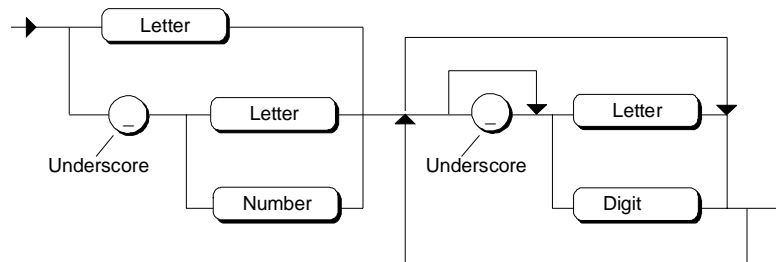 Letter
_
Letter
_
Letter
Underscore
Underscore
Number
Digit